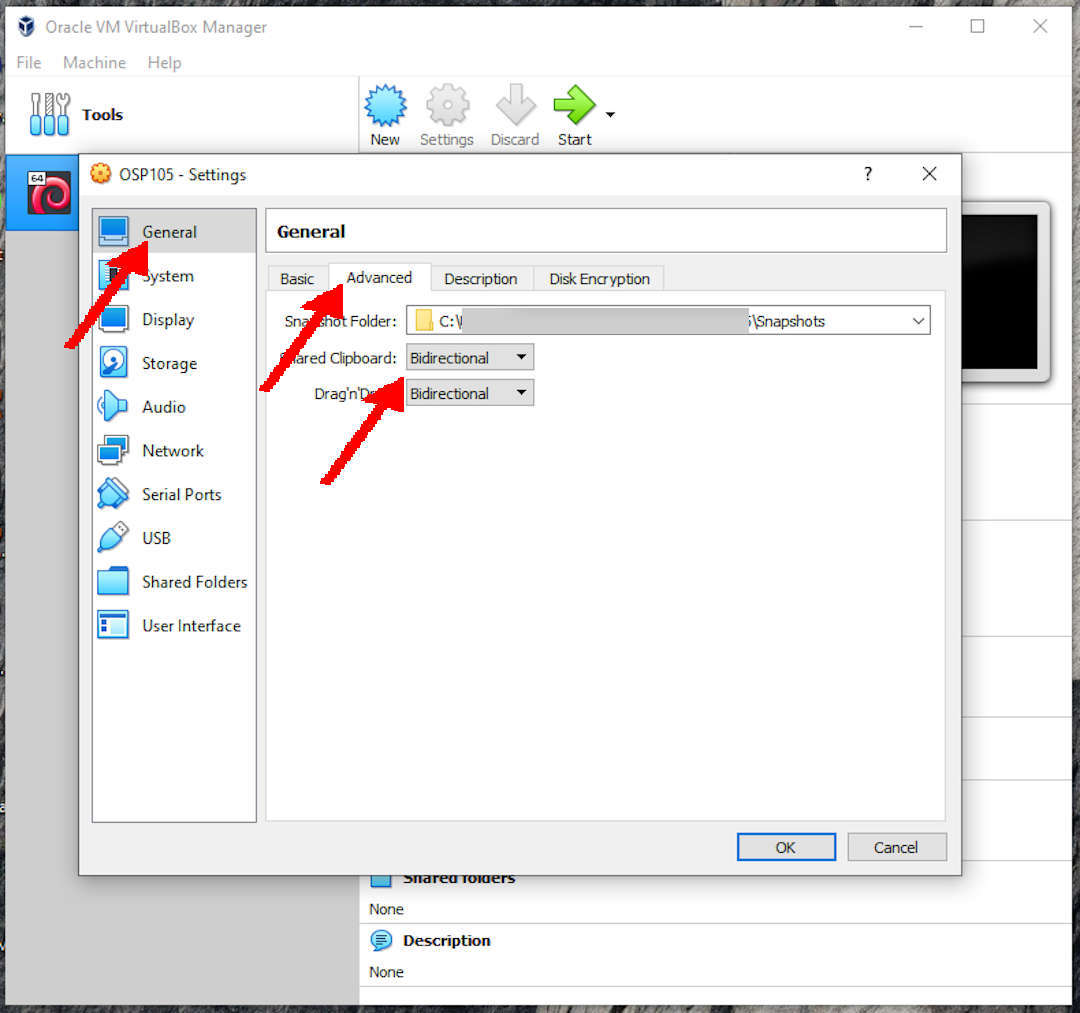 Oracle VM VirtualBox Manager
File Machine Help
Tools
New Settings Discard Start
64
OSP105 - Settings
?
General
System
Display
Storage
Audio
Network
Serial Ports
USB
Shared Folders
User Interface
General
Basic Advanced Description Disk Encryption
Snapshot Folder: C:\ \Snapshots
Shared Clipboard: Bidirectional
Drag'n'Dr Bidirectional
OK Cancel
Shared folders
None
Description
None